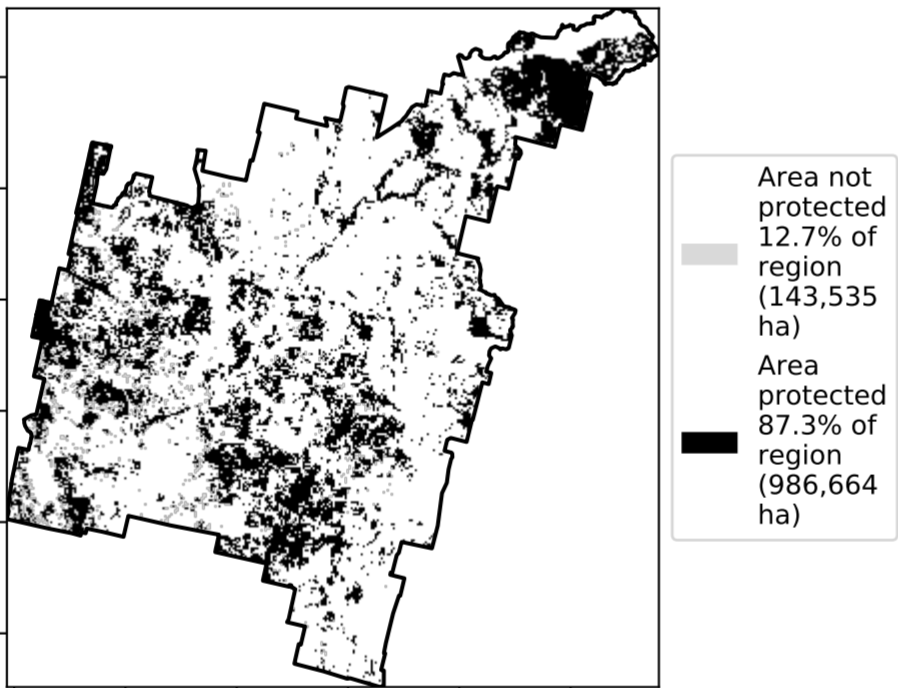 Area not
protected
12.7% of
region
(143,535
ha)
Area
protected
87.3% of
region
(986,664
ha)